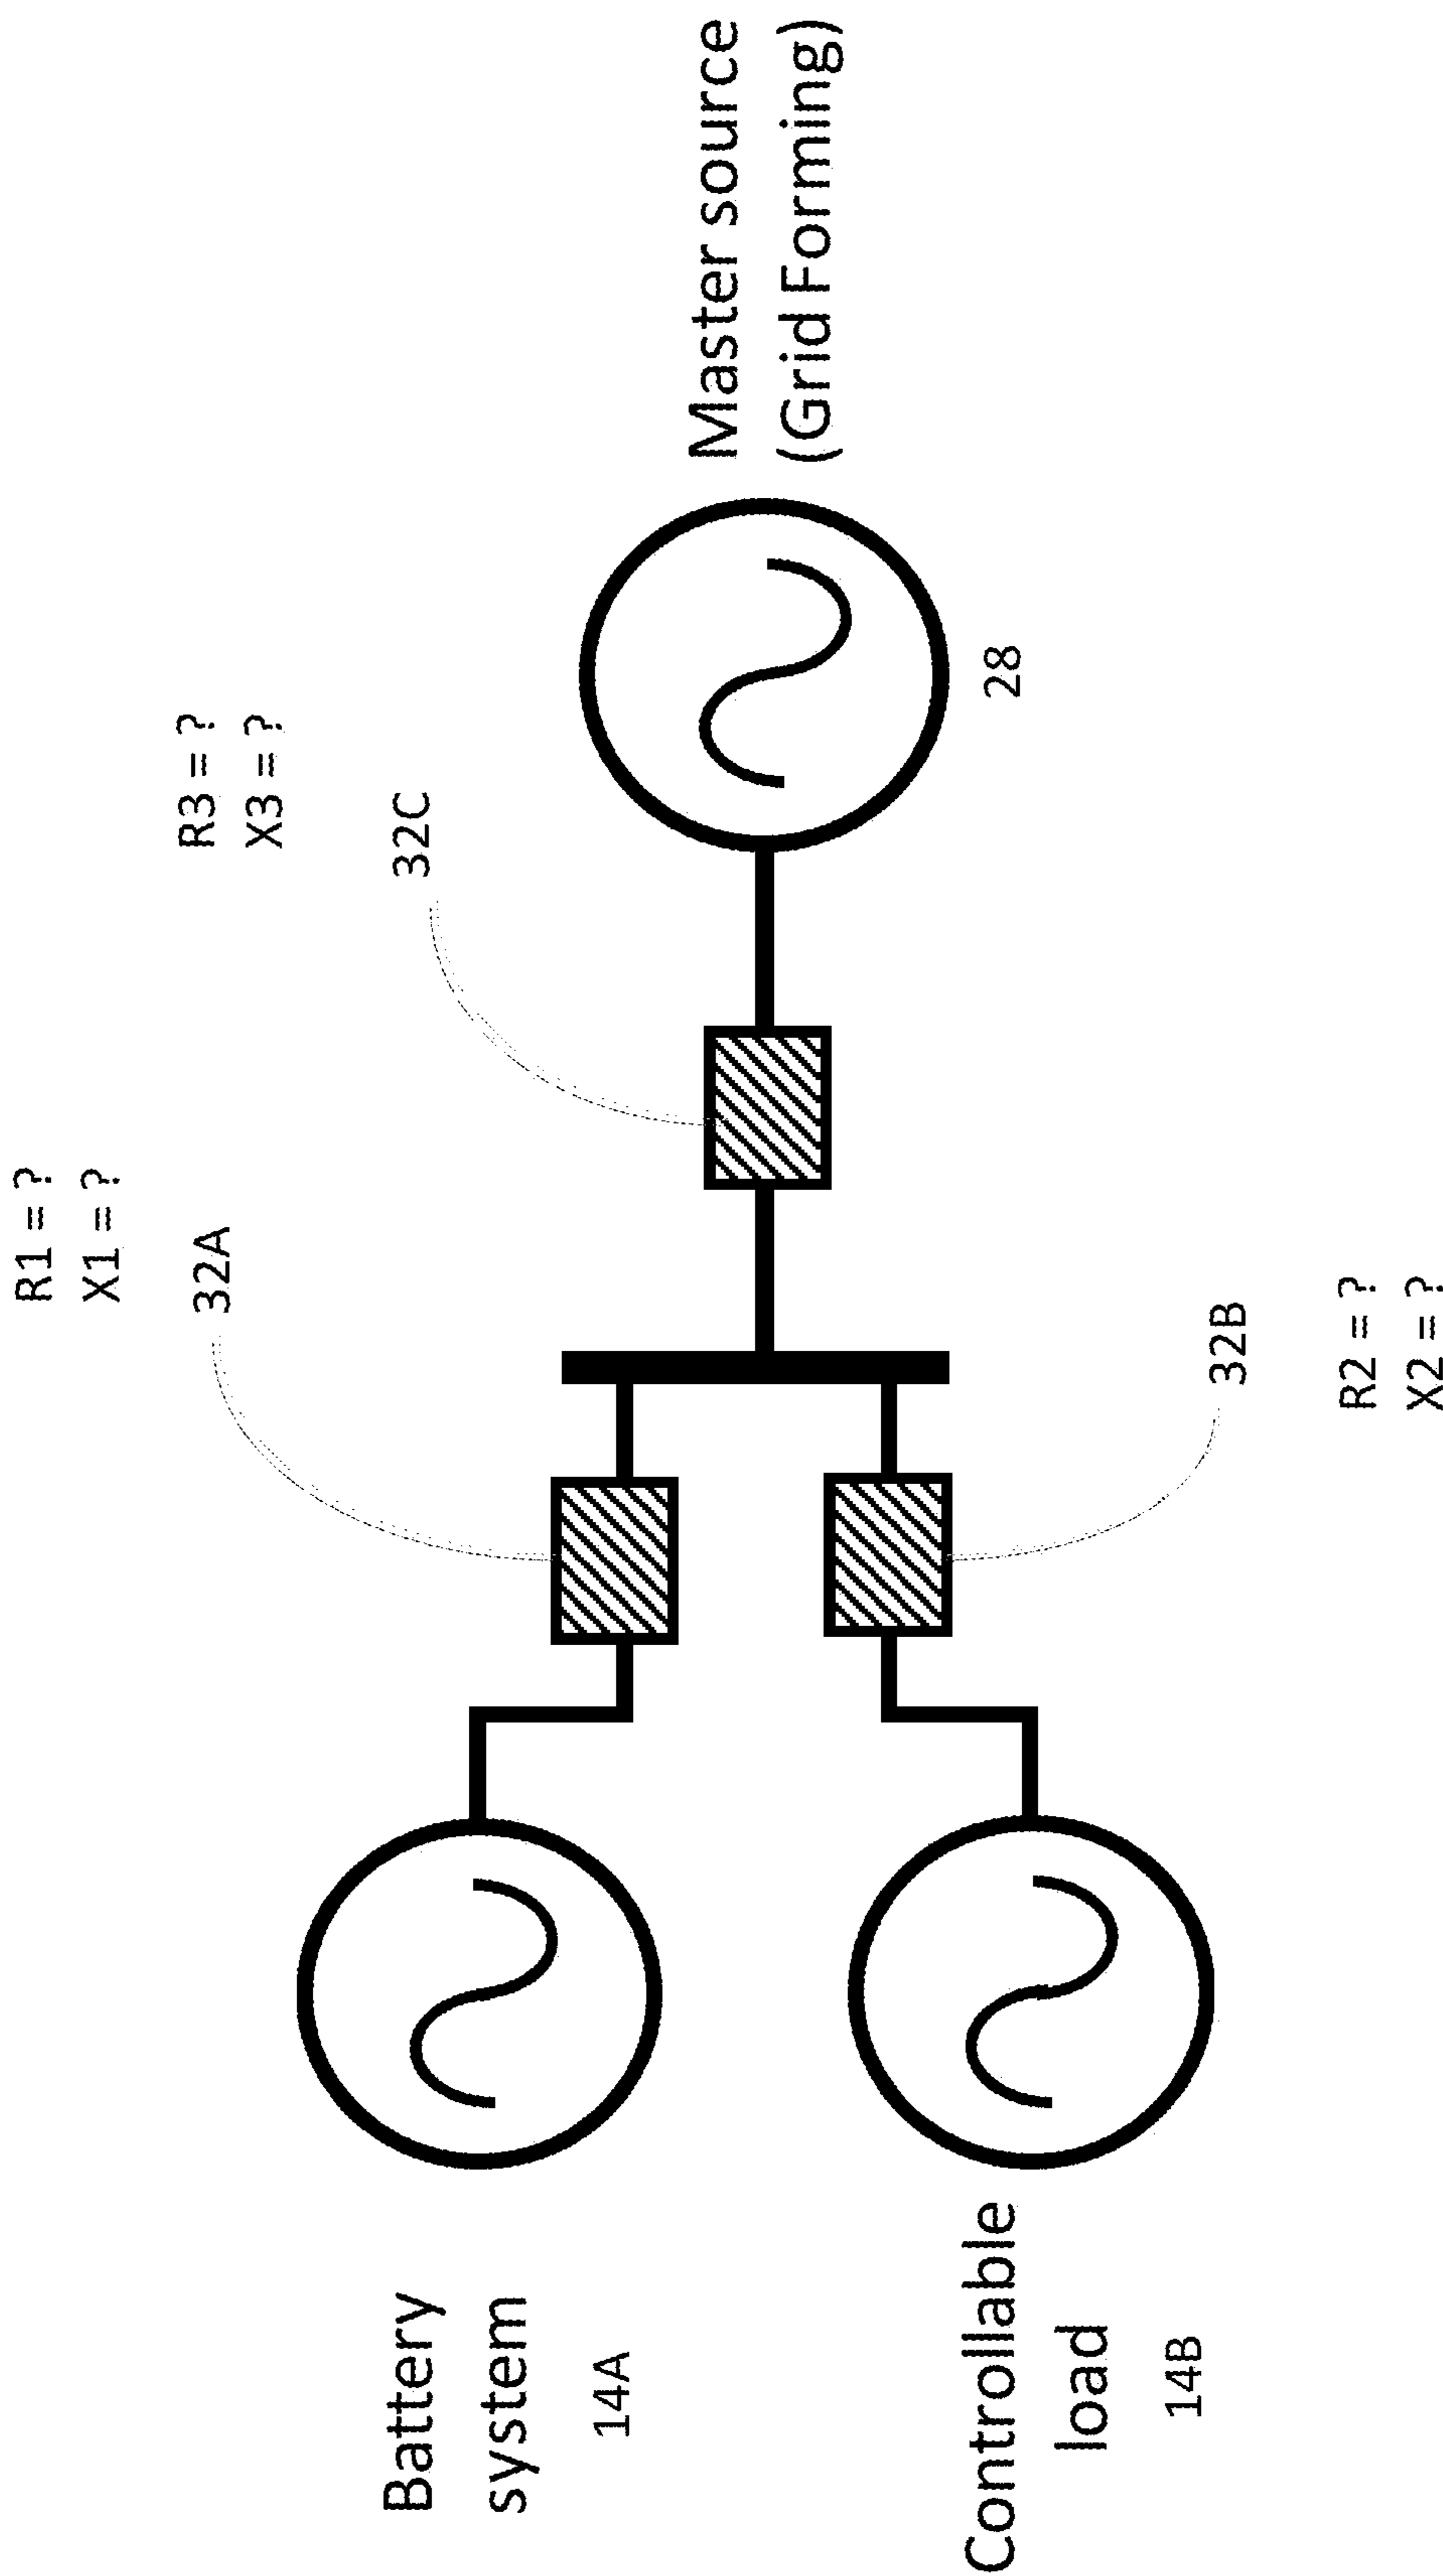 R1 = ?
X1 = ?
32A
R3 = ?
X3 = ?
32C
Battery
system
14A
Master source
(Grid Forming)
28
Controllable
load
14B
32B
R2 = ?
X2 = ?